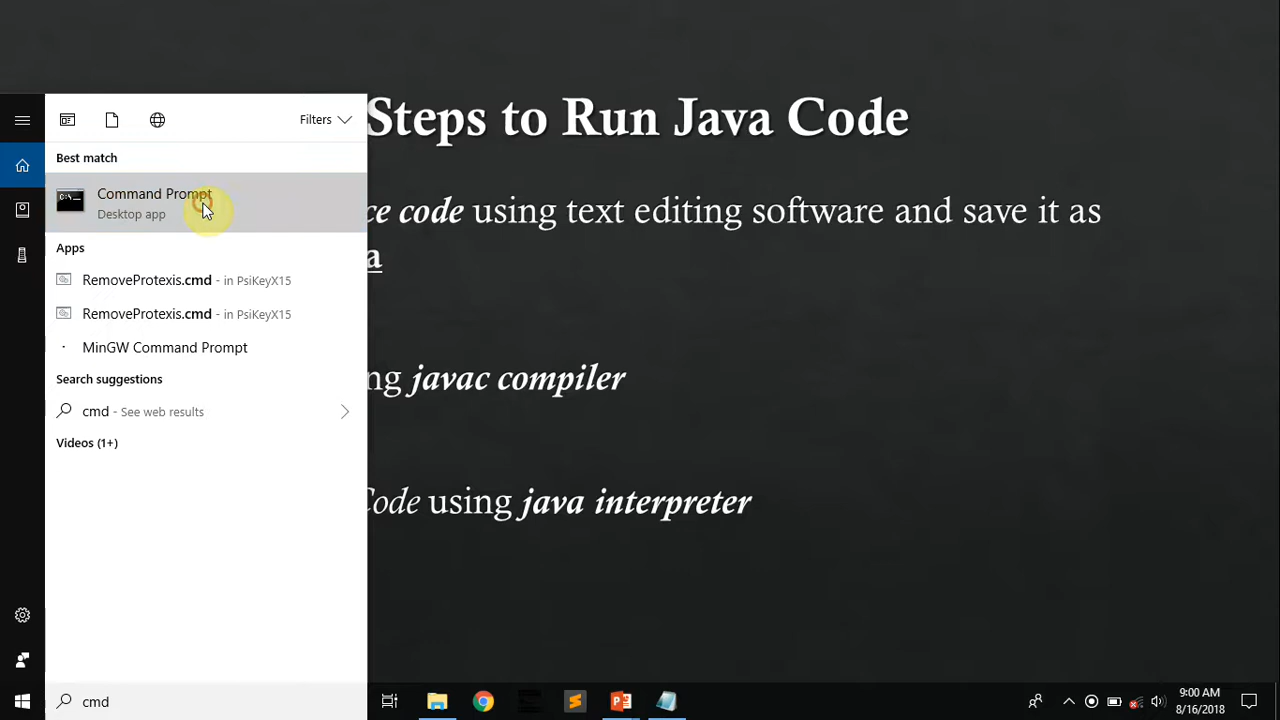 Steps to Run Java Code
Filters
Best match
Command Prompt
Desktop app
ce code using text editing software and save it as
a
Apps
RemoveProtexis.cmd - in PsiKeyX15
RemoveProtexis.cmd - in PsiKeyX15
MinGW Command Prompt
Search suggestions
ng javac compiler
cmd - See web results
Videos (1+)
Code using java interpreter
cmd
9:00 AM
8/16/2018